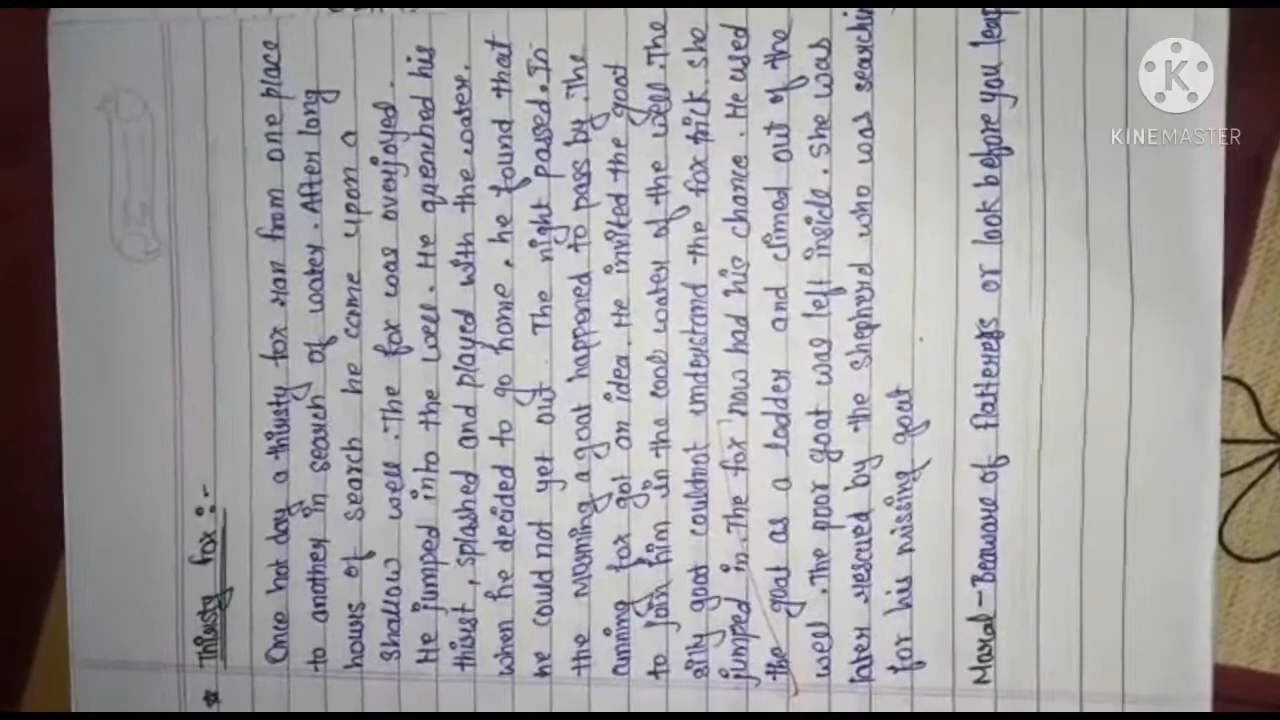 * Thirsty fox :-
Once hot day a thirsty fox ran from one place
to another in search of water. After long
hours of search he came upon a
shallow well. The fox was overjoyed.
He jumped into the well. He quenched his
thirst, splashed and played with the water.
when he decided to go home, he found that
he could not yet out. The night passed. In
the morning a goat happened to pass by. The
cunning fox got an idea. He invited the goat
to join him in the cool water of the well. The
silly goat couldnot understand the fox trick. she
jumped in. The fox now had his chance. He used
the goat as a ladder and climed out of the
well. The poor goat was left inside. She was
later rescued by the shepherd who was searchi
for his missing goat
Moral - Beaware of flatterers or look before you leap
K
KINEMASTER